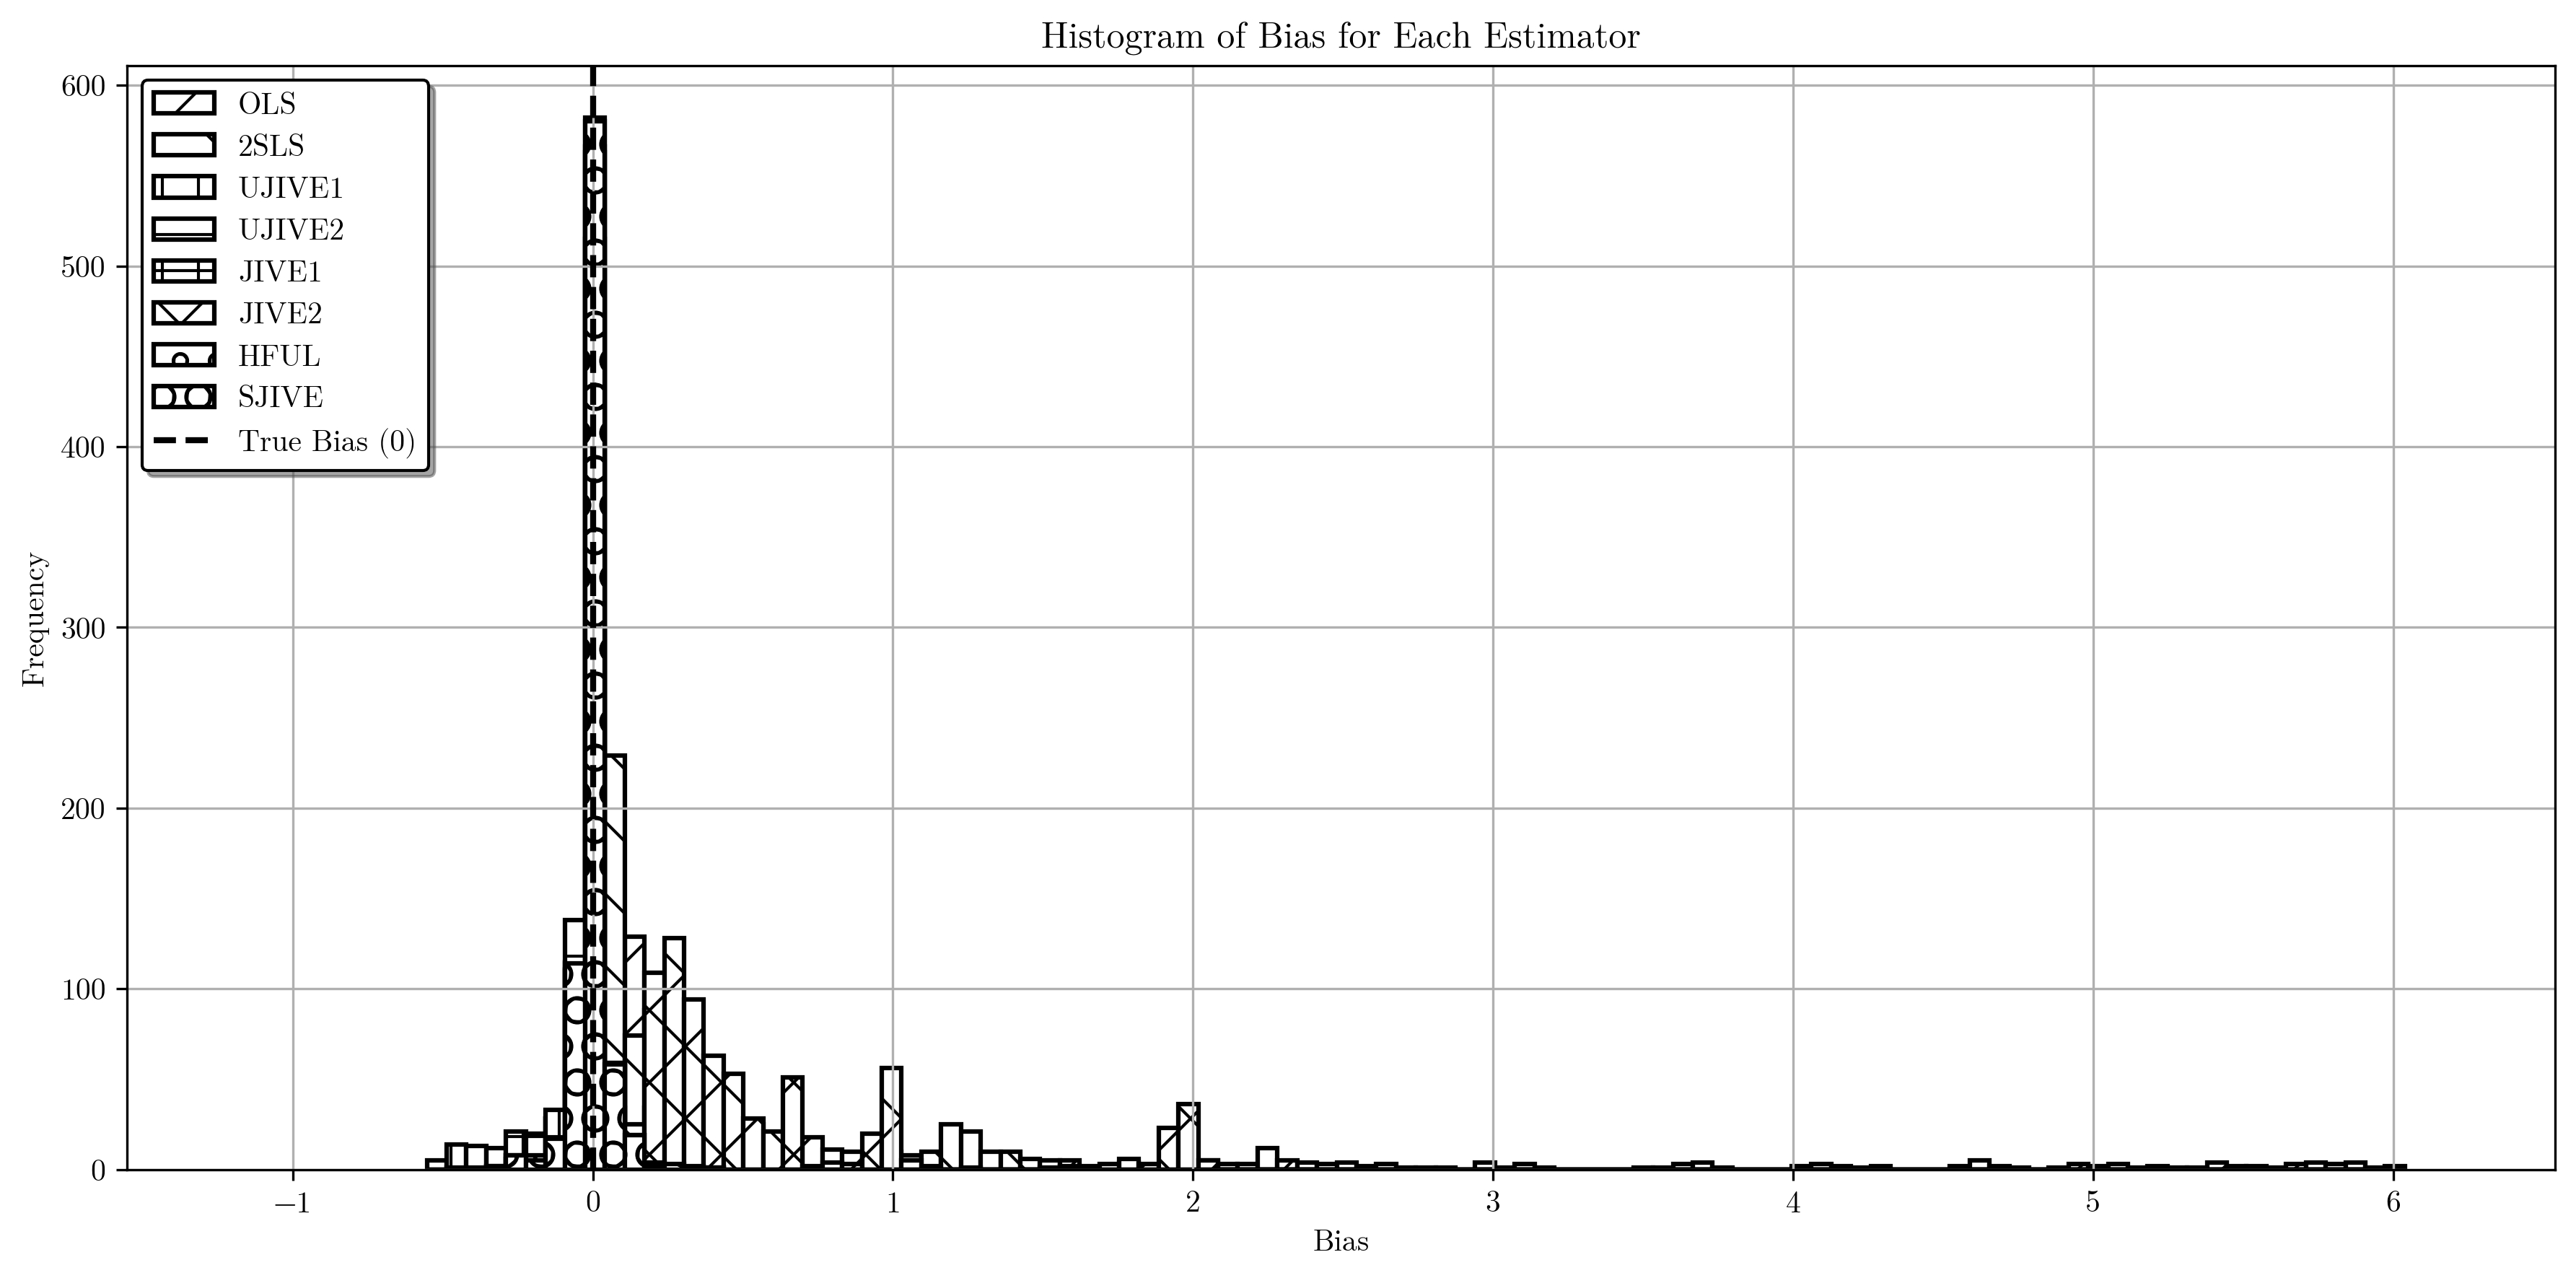 Histogram of Bias for Each Estimator
OLS
2SLS
UJIVE1
UJIVE2
JIVE1
JIVE2
HFUL
SJIVE
True Bias (0)
600
500
400
300
200
100
0
Frequency
−1
0
1
2
3
4
5
6
Bias